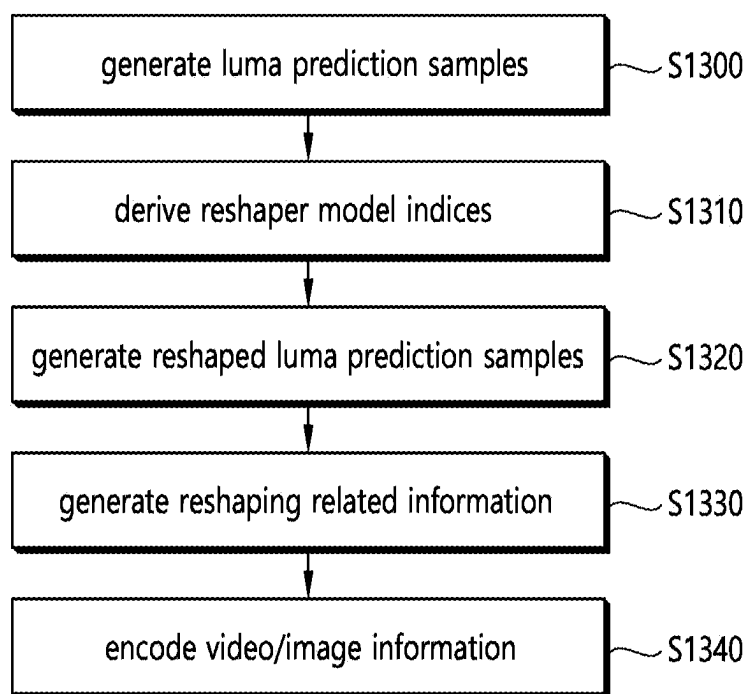 generate luma prediction samples S1300
derive reshaper model indices S1310
generate reshaped luma prediction samples S1320
generate reshaping related information S1330
encode video/image information S1340